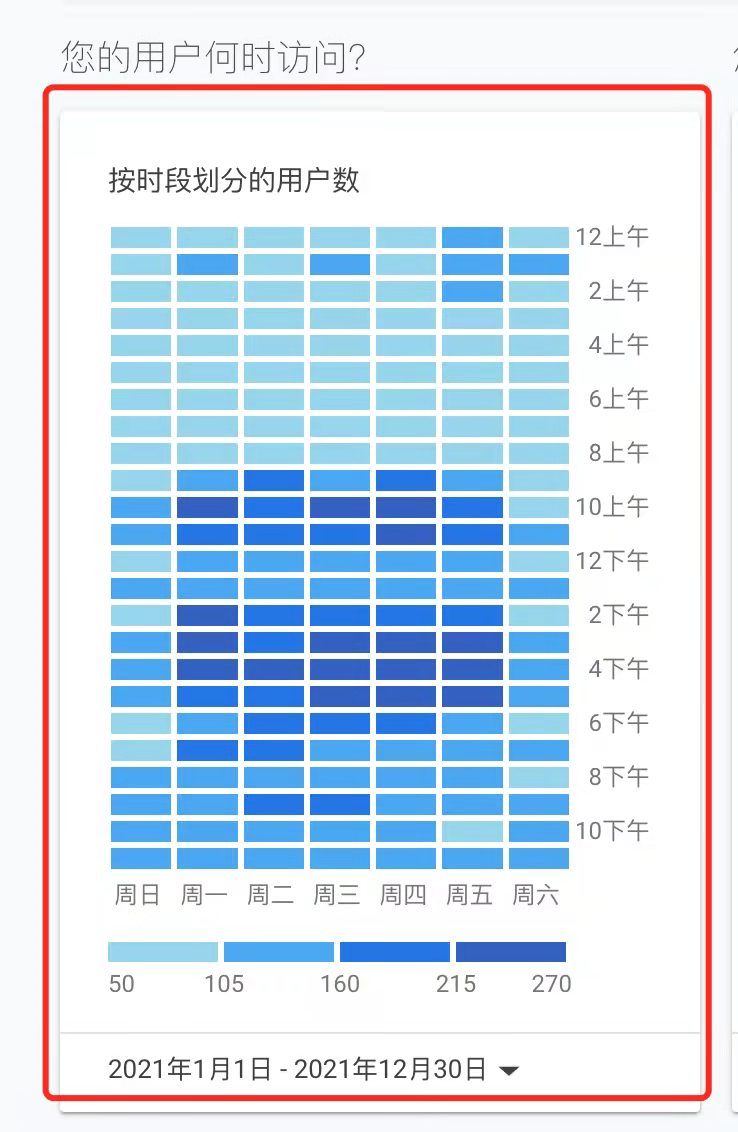 您的用户何时访问?
按时段划分的用户数
12上午
2上午
4上午
6上午
8上午
10上午
12下午
2下午
4下午
6下午
8下午
10下午
周日 周一 周二 周三 周四 周五 周六
50 105 160 215 270
2021年1月1日 - 2021年12月30日